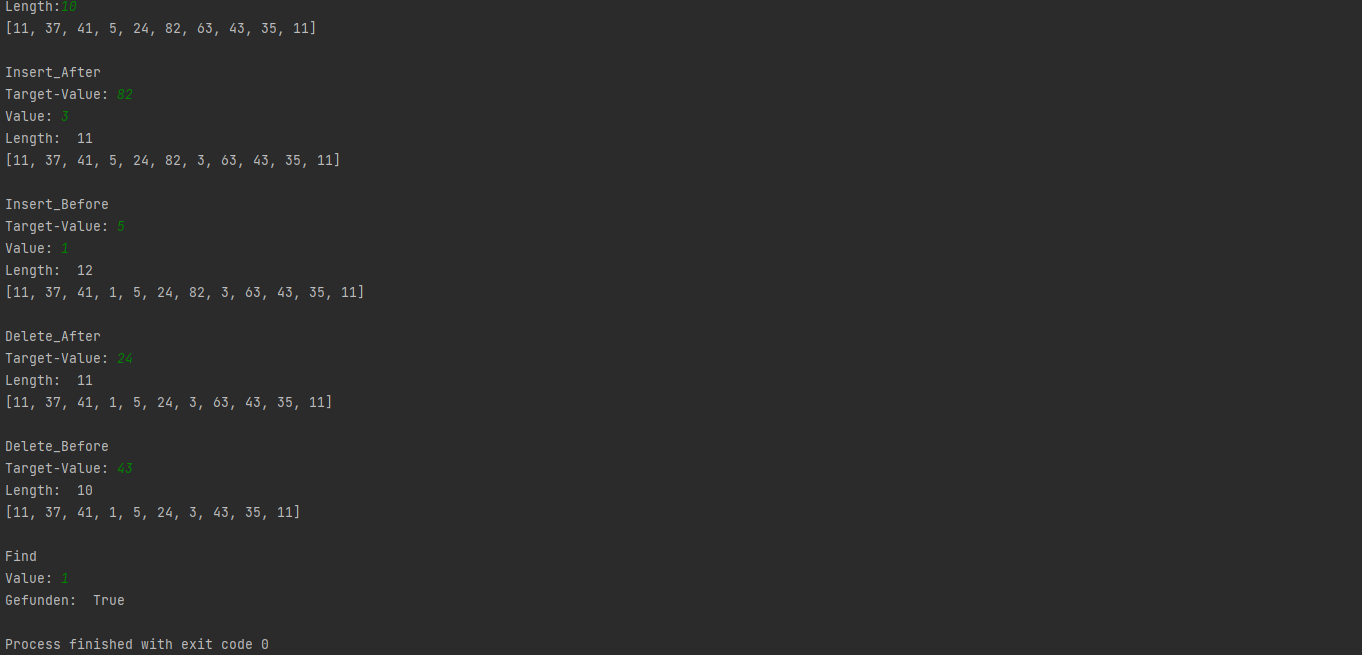 Length:10
[11, 37, 41, 5, 24, 82, 63, 43, 35, 11]
Insert_After
Target-Value: 82
Value: 3
Length:  11
[11, 37, 41, 5, 24, 82, 3, 63, 43, 35, 11]
Insert_Before
Target-Value: 5
Value: 1
Length:  12
[11, 37, 41, 1, 5, 24, 82, 3, 63, 43, 35, 11]
Delete_After
Target-Value: 24
Length:  11
[11, 37, 41, 1, 5, 24, 3, 63, 43, 35, 11]
Delete_Before
Target-Value: 43
Length:  10
[11, 37, 41, 1, 5, 24, 3, 43, 35, 11]
Find
Value: 1
Gefunden:  True
Process finished with exit code 0